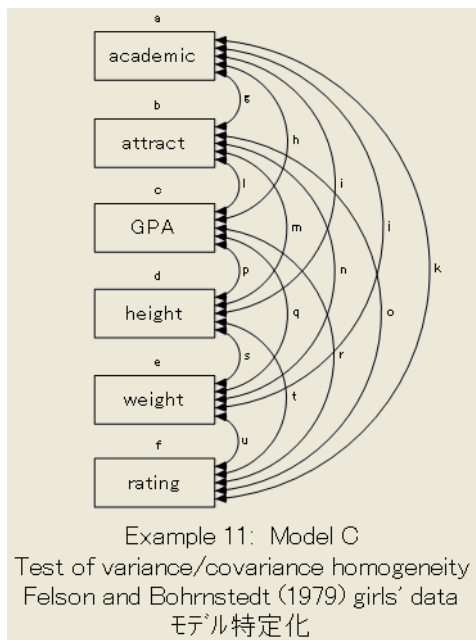 a
academic
g
b
h
attract
i
l
j
c
m
k
GPA
n
p
o
d
q
height
r
s
e
t
weight
u
f
rating
Example 11: Model C
Test of variance/covariance homogeneity
Felson and Bohrnstedt (1979) girls' data
モデル特定化